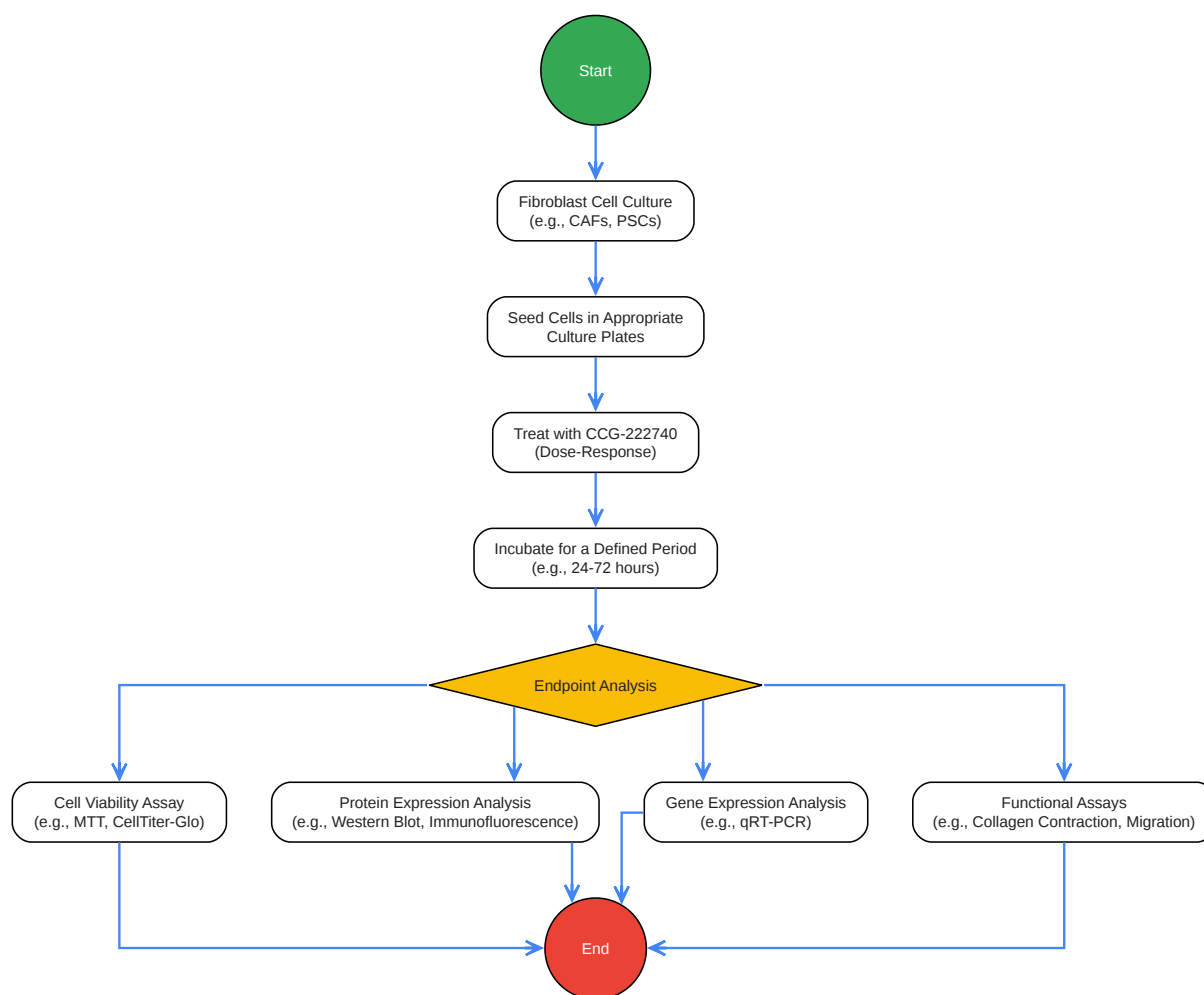 Start
Fibroblast Cell Culture
(e.g., CAFs, PSCs)
Seed Cells in Appropriate
Culture Plates
Treat with CCG-222740
(Dose-Response)
Incubate for a Defined Period
(e.g., 24-72 hours)
Endpoint Analysis
Cell Viability Assay
(e.g., MTT, CellTiter-Glo)
Protein Expression Analysis
(e.g., Western Blot, Immunofluorescence)
Gene Expression Analysis
(e.g., qRT-PCR)
Functional Assays
(e.g., Collagen Contraction, Migration)
End